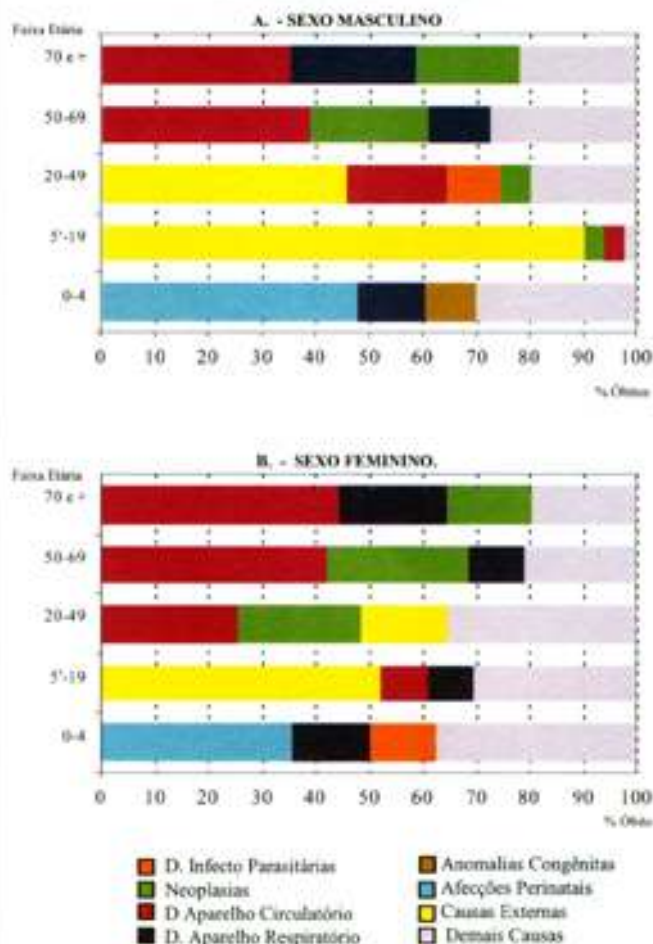 A. - SEXO MASCULINO
Faixa Etária
70 e +
50-69
20-49
5'-19
0-4
0 10 20 30 40 50 60 70 80 90 100
% Óbitos
B. - SEXO FEMININO.
Faixa Etária
70 e +
50-69
20-49
5'-19
0-4
0 10 20 30 40 50 60 70 80 90 100
% Óbito
D. Infecto Parasitárias
Neoplasias
D Aparelho Circulatório
D. Aparelho Respiratório
Anomalias Congênitas
Afecções Perinatais
Causas Externas
Demais Causas